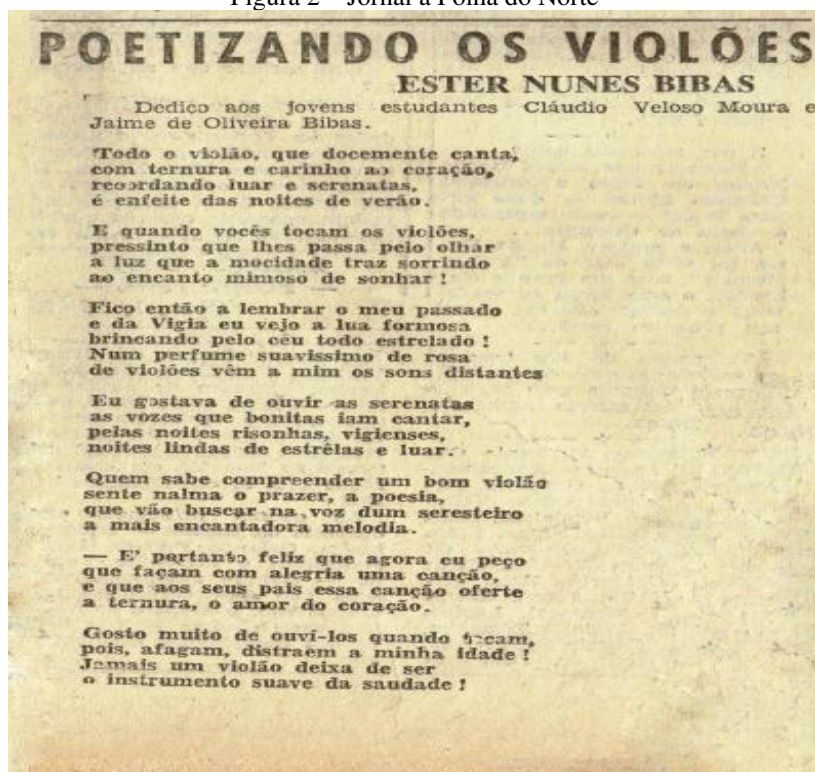 Figura 2 – Jornal a Folha do Norte
POETIZANDO OS VIOLÕES
ESTER NUNES BIBAS
Dedico aos jovens estudantes Cláudio Veloso Moura e
Jaime de Oliveira Bibas.
Todo o violão, que docemente canta,
com ternura e carinho ao coração,
recordando luar e serenatas,
é enfeite das noites de verão.
E quando vocês tocam os violões,
pressinto que lhes passa pelo olhar
a luz que a mocidade traz sorrindo
ao encanto mimoso de sonhar !
Fico então a lembrar o meu passado
e da Vigia eu vejo a lua formosa
brincando pelo céu todo estrelado !
Num perfume suavissimo de rosa
de violões vêm a mim os sons distantes
Eu gostava de ouvir as serenatas
as vozes que bonitas iam cantar,
pelas noites risonhas, vigienses,
noites lindas de estrêlas e luar.
Quem sabe compreender um bom violão
sente nalma o prazer, a poesia,
que vão buscar na voz dum seresteiro
a mais encantadora melodia.
— E' portanto feliz que agora eu peço
que façam com alegria uma canção,
e que aos seus pais essa canção oferte
a ternura, o amor do coração.
Gosto muito de ouví-los quando tocam,
pois, afagam, distraem a minha idade !
Jamais um violão deixa de ser
o instrumento suave da saudade !